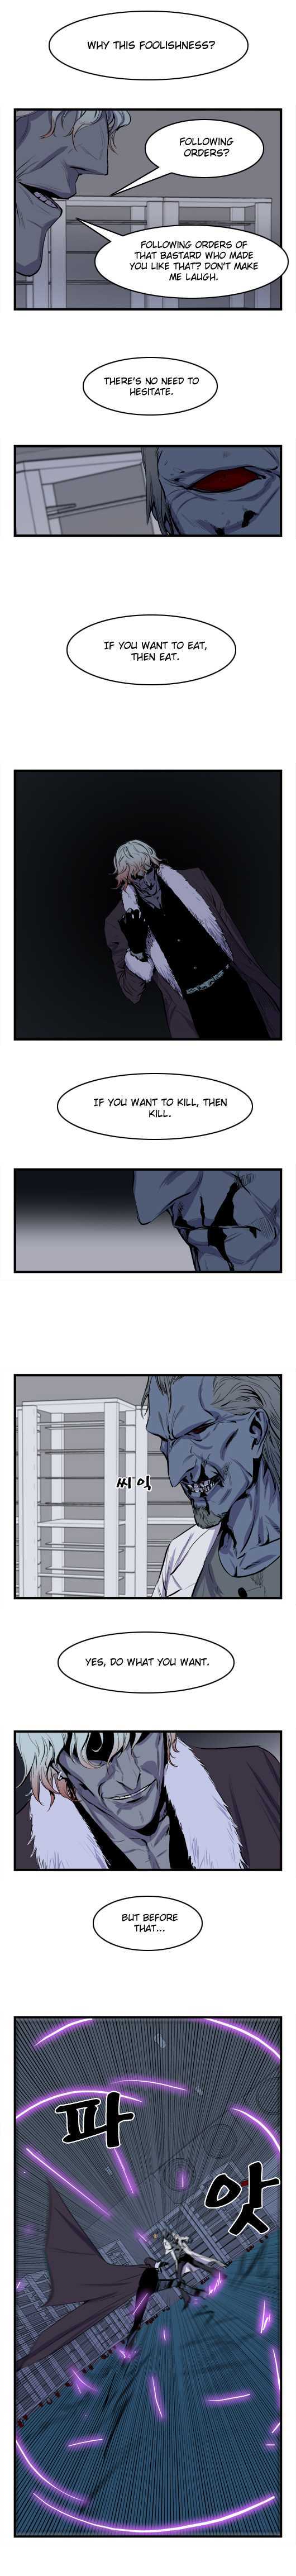 WHY THIS FOOLISHNESS?
FOLLOWING
ORDERS?
FOLLOWING ORDERS OF
THAT BASTARD WHO MADE
YOU LIKE THAT? DON'T MAKE
ME LAUGH.
THERE'S NO NEED TO
HESITATE.
IF YOU WANT TO EAT,
THEN EAT.
IF YOU WANT TO KILL, THEN
KILL.
씨익
YES, DO WHAT YOU WANT.
BUT BEFORE
THAT...
파
앗